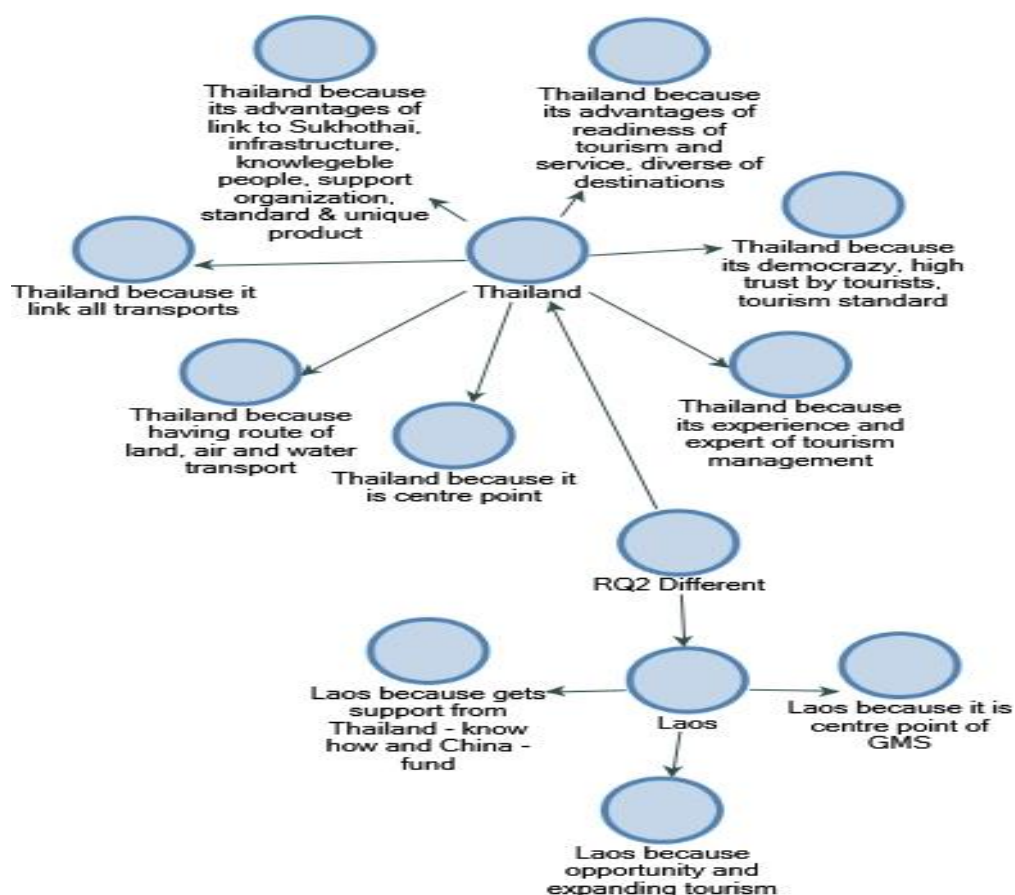 Thailand because
its advantages of
link to Sukhothai,
infrastructure,
knowlegeble
people, support
organization,
standard & unique
product
Thailand because
its advantages of
readiness of
tourism and
service, diverse of
destinations
Thailand because
its democrazy, high
trust by tourists,
tourism standard
Thailand because it
link all transports
Thailand
Thailand because
having route of
land, air and water
transport
Thailand because it
is centre point
Thailand because
its experience and
expert of tourism
management
RQ2 Different
Laos because gets
support from
Thailand - know
how and China -
fund
Laos
Laos because it is
centre point of
GMS
Laos because
opportunity and
expanding tourism